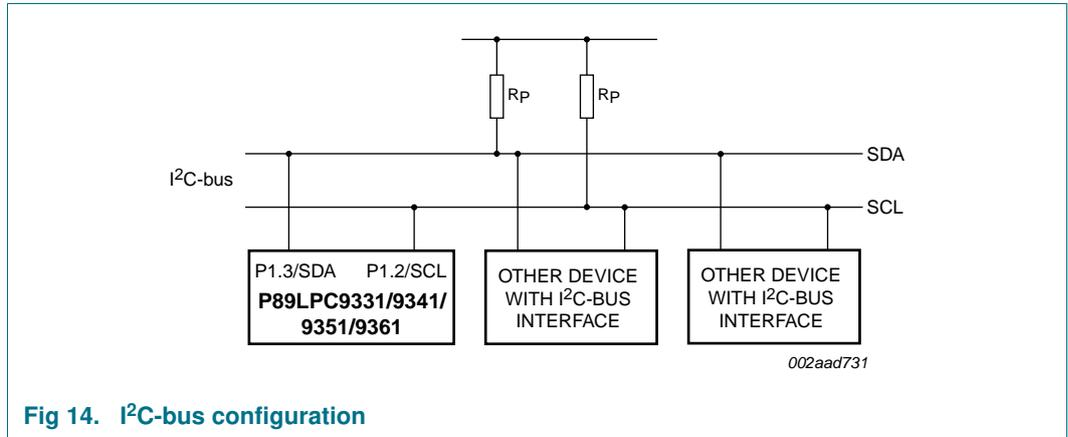 RP RP
SDA
I2C-bus
SCL
P1.3/SDA P1.2/SCL
P89LPC9331/9341/
9351/9361
OTHER DEVICE
WITH I2C-BUS
INTERFACE
OTHER DEVICE
WITH I2C-BUS
INTERFACE
002aad731
Fig 14. I2C-bus configuration